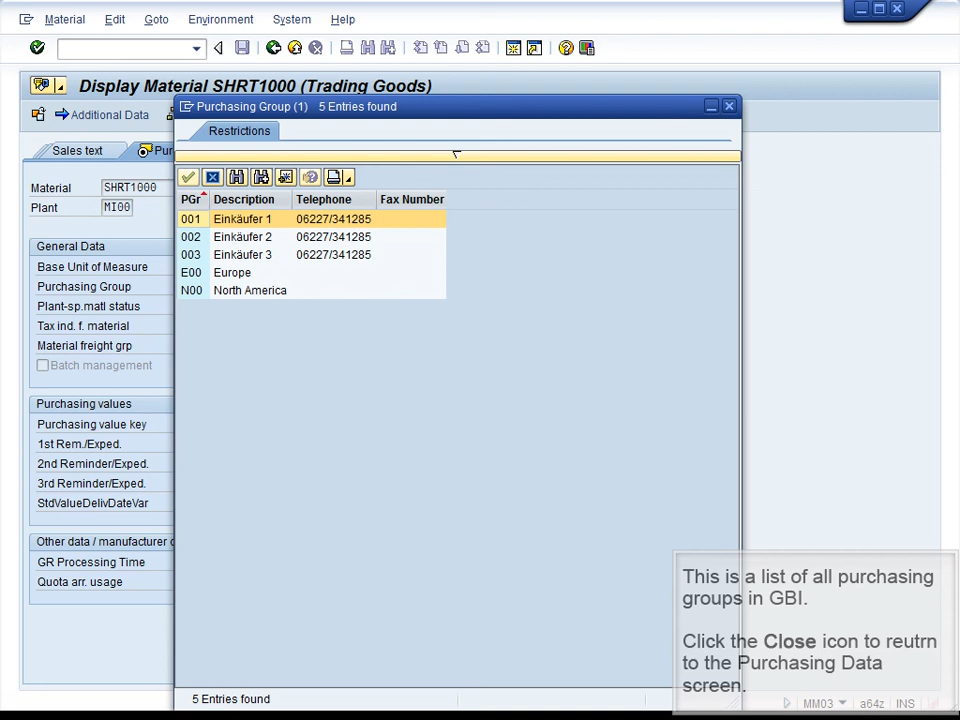 Material Edit Goto Environment System Help
Display Material SHRT1000 (Trading Goods)
Additional Data
Sales text
Pur
Material SHRT1000
Plant MI00
General Data
Base Unit of Measure
Purchasing Group
Plant-sp.matl status
Tax ind. f. material
Material freight grp
Batch management
Purchasing values
Purchasing value key
1st Rem./Exped.
2nd Reminder/Exped.
3rd Reminder/Exped.
StdValueDelivDateVar
Other data / manufacturer
GR Processing Time
Quota arr. usage
Purchasing Group (1) 5 Entries found
Restrictions
PGr Description Telephone Fax Number
001 Einkäufer 1 06227/341285
002 Einkäufer 2 06227/341285
003 Einkäufer 3 06227/341285
E00 Europe
N00 North America
5 Entries found
This is a list of all purchasing
groups in GBI.
Click the Close icon to reutrn
to the Purchasing Data
screen.
MM03 a64z INS